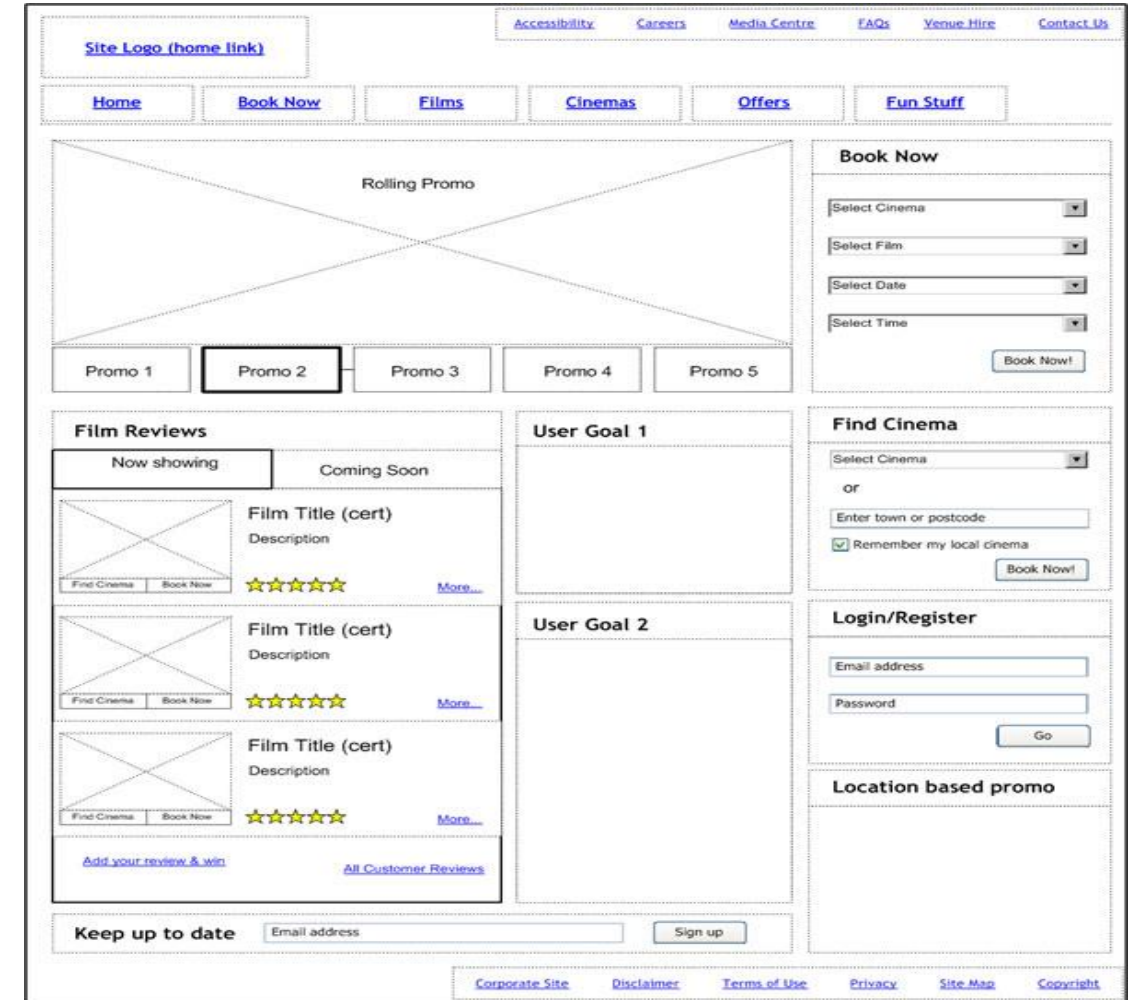 Accessibility Careers Media Centre FAQs Venue Hire Contact Us
Site Logo (home link)
Home Book Now Films Cinemas Offers Fun Stuff
Rolling Promo
Promo 1 Promo 2 Promo 3 Promo 4 Promo 5
Book Now
Select Cinema
Select Film
Select Date
Select Time
Book Now!
Film Reviews
Now showing Coming Soon
Film Title (cert)
Description
Find Cinema Book Now More...
Film Title (cert)
Description
Find Cinema Book Now More...
Film Title (cert)
Description
Find Cinema Book Now More...
Add your review & win
All Customer Reviews
User Goal 1
User Goal 2
Find Cinema
Select Cinema
or
Enter town or postcode
Remember my local cinema
Book Now!
Login/Register
Email address
Password
Go
Location based promo
Keep up to date Email address Sign up
Corporate Site Disclaimer Terms of Use Privacy Site Map Copyright